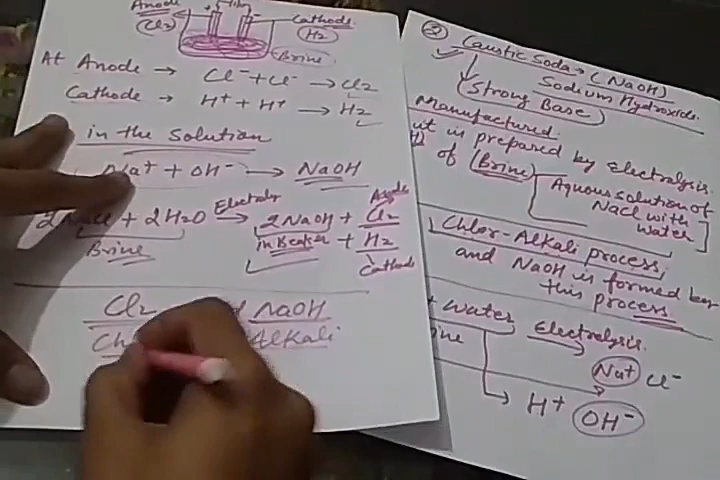 Anode
Cl2
Cathode
H2
Brine
At Anode → Cl⁻ + Cl⁻ → Cl2
Cathode → H⁺ + H⁺ → H2
in the solution
Na⁺ + OH⁻ → NaOH
+ 2H2O Electroly → 2NaOH + Cl2 Anode
Brine in Beaker + H2
Cathode
Cl2 NaOH
Ch Alkali
3 Caustic Soda → (NaOH)
Sodium Hydroxide.
(Strong Base)
Manufactured
it is prepared by electrolysis.
of (Brine)
Aqueous solution of
NaCl with
water
Chlor-Alkali process,
and NaOH is formed by
this process
+ water Electrolysis.
Na⁺ Cl⁻
H⁺ OH⁻